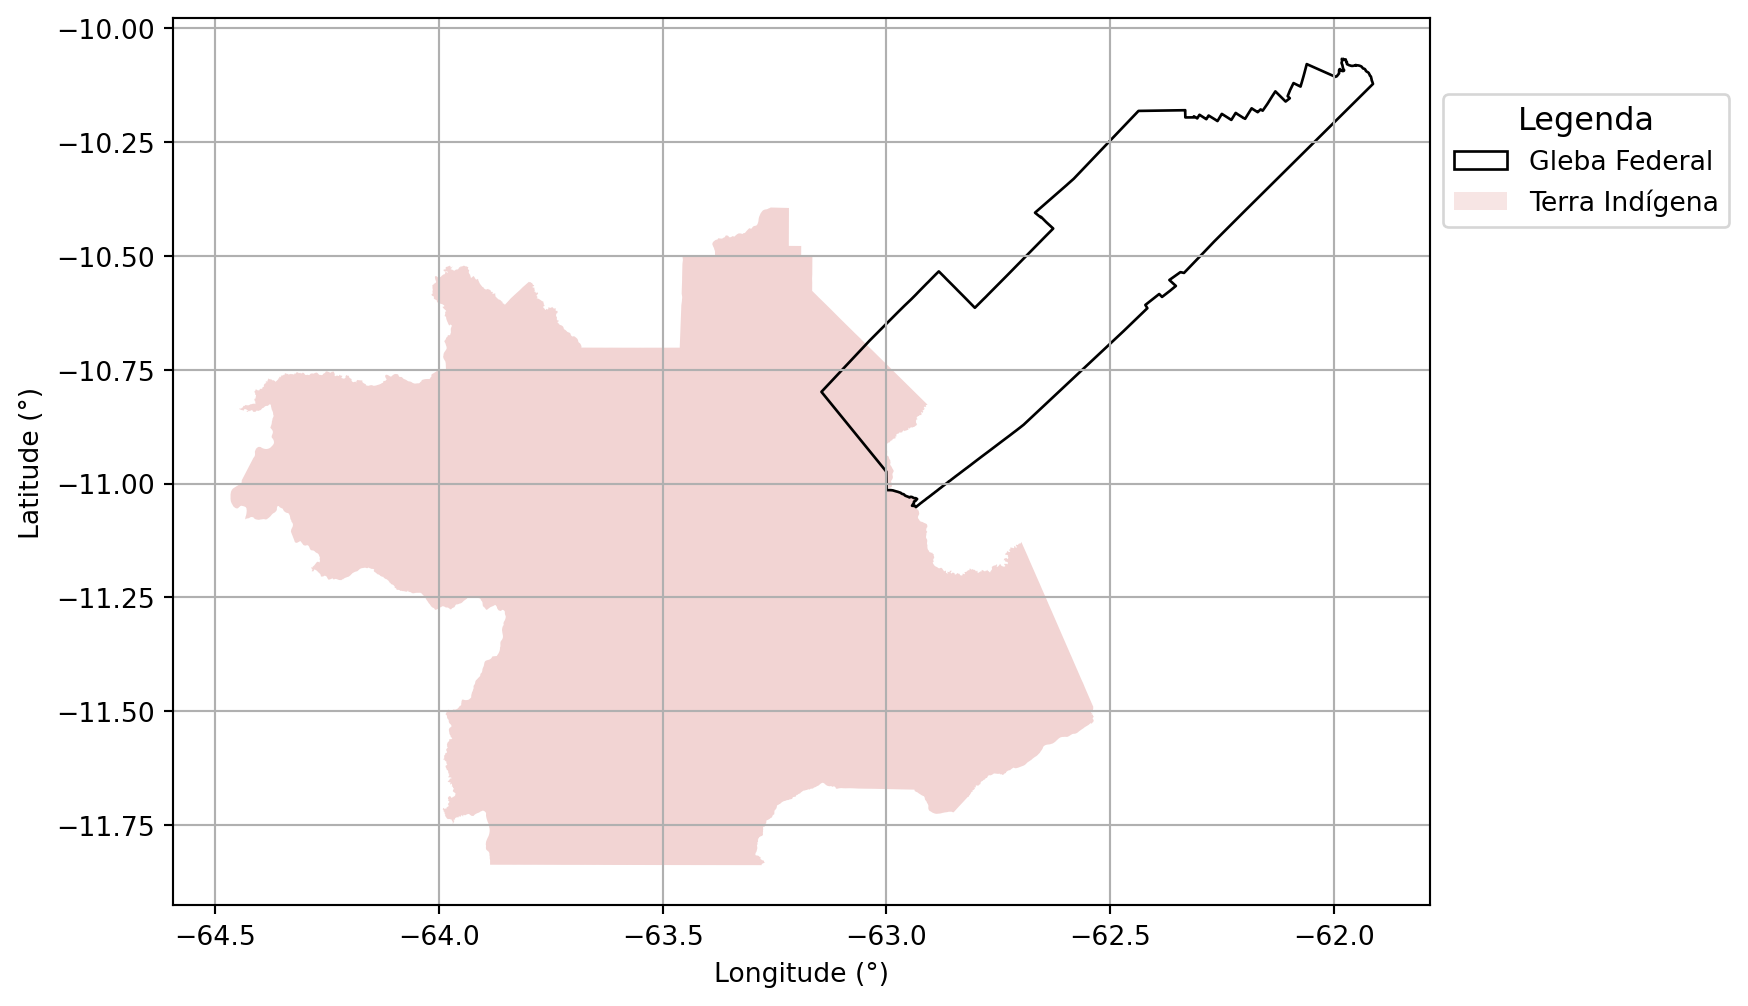 −10.00
−10.25
−10.50
−10.75
−11.00
−11.25
−11.50
−11.75
Latitude (°)
−64.5 −64.0 −63.5 −63.0 −62.5 −62.0
Longitude (°)
Legenda
Gleba Federal
Terra Indígena